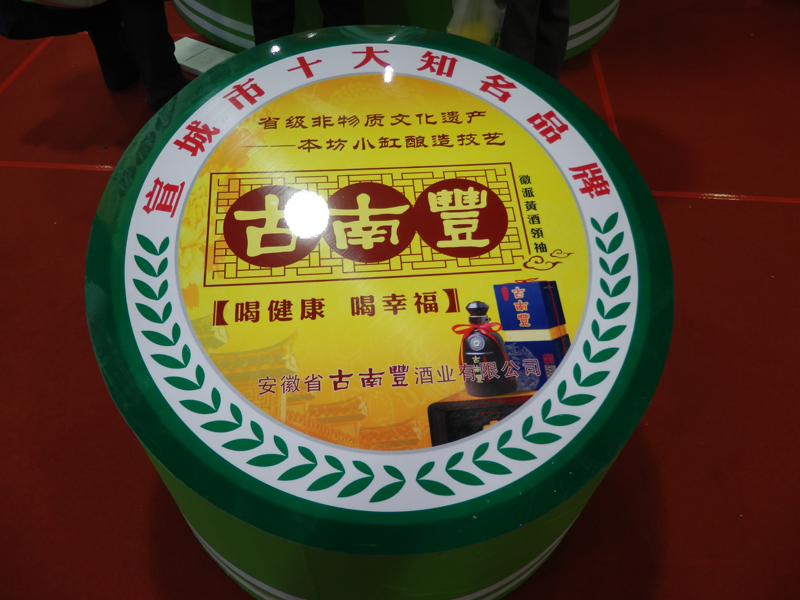 宣城市十大知名品牌
省级非物质文化遗产
——本坊小缸酿造技艺
古南豐
徽派黄酒领袖
【喝健康 喝幸福】
古南豐
安徽省古南豐酒业有限公司